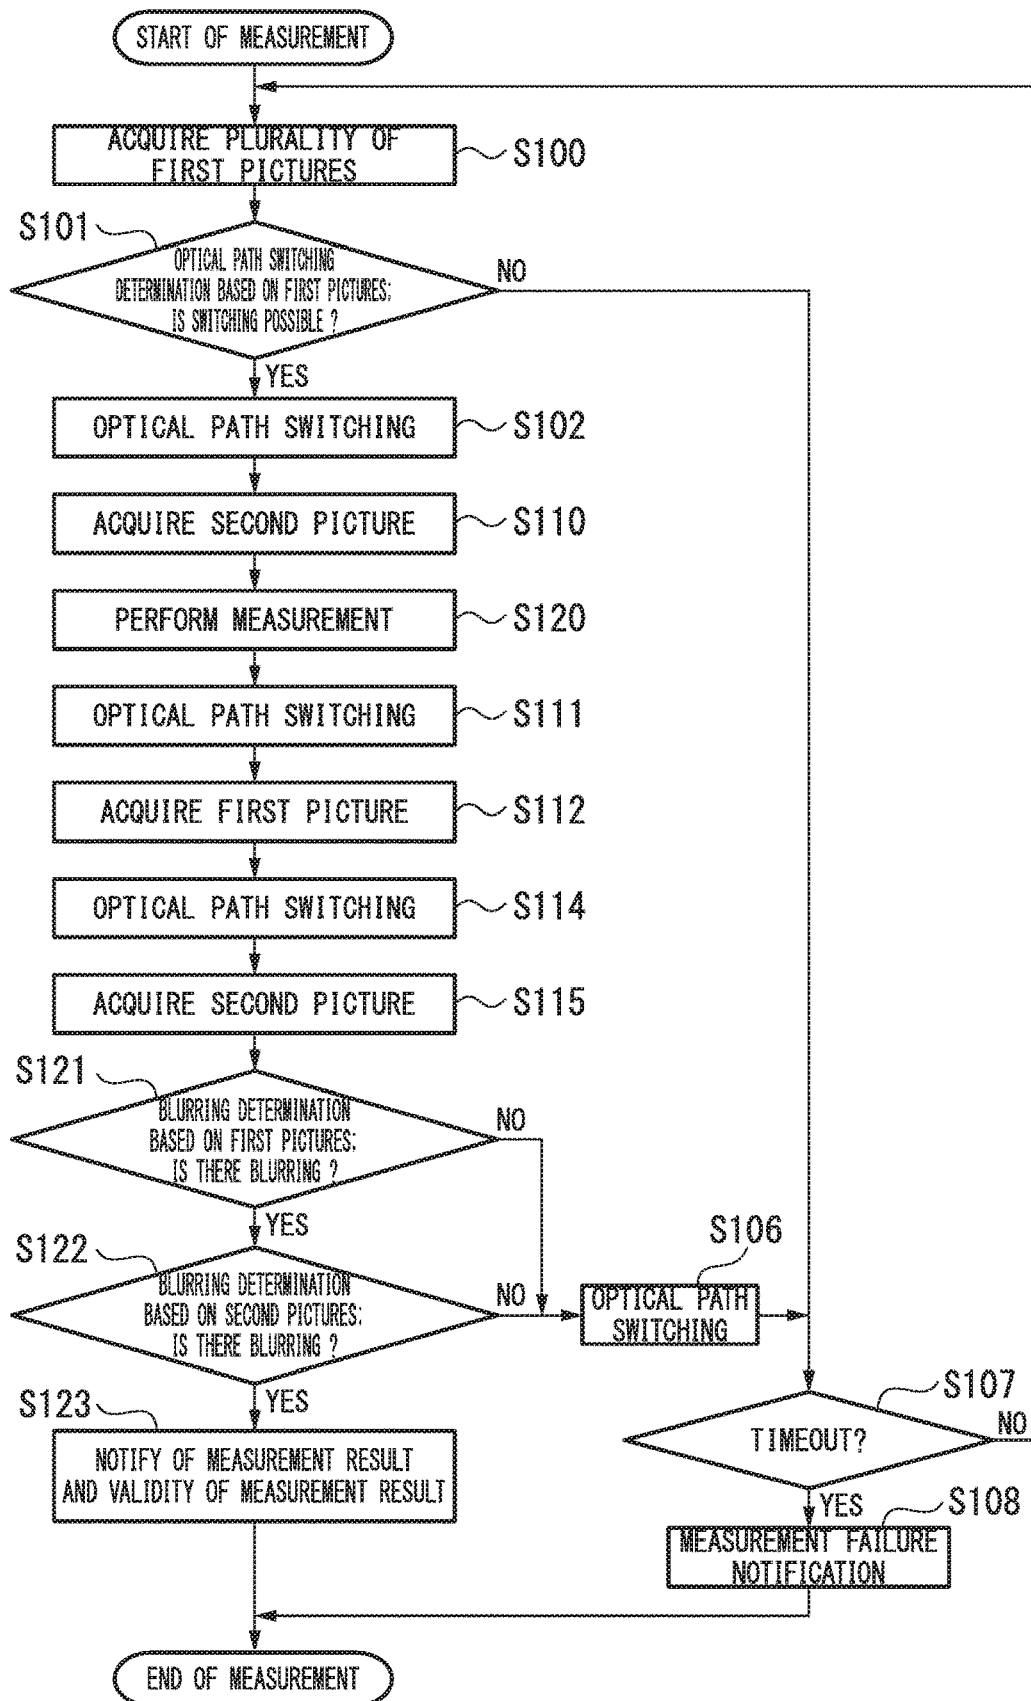 START OF MEASUREMENT
ACQUIRE PLURALITY OF
FIRST PICTURES
S100
S101
OPTICAL PATH SWITCHING
DETERMINATION BASED ON FIRST PICTURES:
IS SWITCHING POSSIBLE ?
NO
YES
OPTICAL PATH SWITCHING
S102
ACQUIRE SECOND PICTURE
S110
PERFORM MEASUREMENT
S120
OPTICAL PATH SWITCHING
S111
ACQUIRE FIRST PICTURE
S112
OPTICAL PATH SWITCHING
S114
ACQUIRE SECOND PICTURE
S115
S121
BLURRING DETERMINATION
BASED ON FIRST PICTURES:
IS THERE BLURRING ?
NO
YES
S122
BLURRING DETERMINATION
BASED ON SECOND PICTURES:
IS THERE BLURRING ?
NO
YES
S106
OPTICAL PATH
SWITCHING
S107
TIMEOUT?
NO
YES
S123
NOTIFY OF MEASUREMENT RESULT
AND VALIDITY OF MEASUREMENT RESULT
S108
MEASUREMENT FAILURE
NOTIFICATION
END OF MEASUREMENT